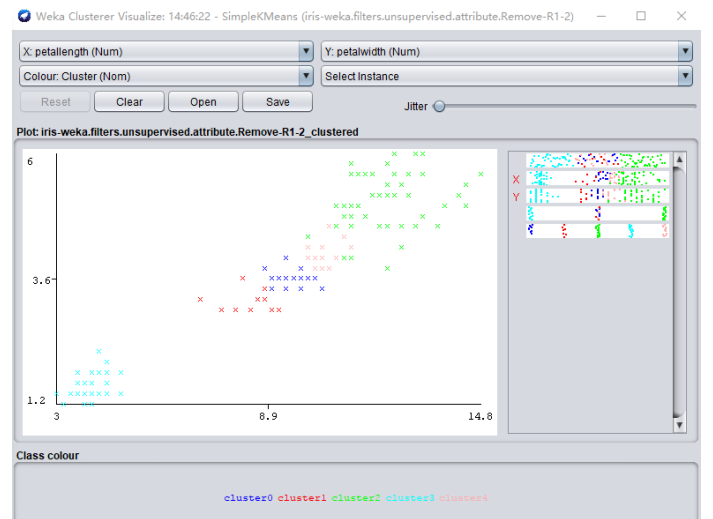 Weka Clusterer Visualize: 14:46:22 - SimpleKMeans (iris-weka.filters.unsupervised.attribute.Remove-R1-2)
X: petallength (Num) Y: petalwidth (Num)
Colour: Cluster (Nom) Select Instance
Reset Clear Open Save Jitter
Plot: iris-weka.filters.unsupervised.attribute.Remove-R1-2_clustered
6
3.6
1.2
3 8.9 14.8
X
Y
Class colour
cluster0 cluster1 cluster2 cluster3 cluster4